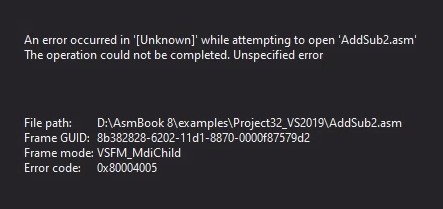 An error occurred in '[Unknown]' while attempting to open 'AddSub2.asm'
The operation could not be completed. Unspecified error
File path: D:\AsmBook 8\examples\Project32_VS2019\AddSub2.asm
Frame GUID: 8b382828-6202-11d1-8870-0000f87579d2
Frame mode: VSFM_MdiChild
Error code: 0x80004005